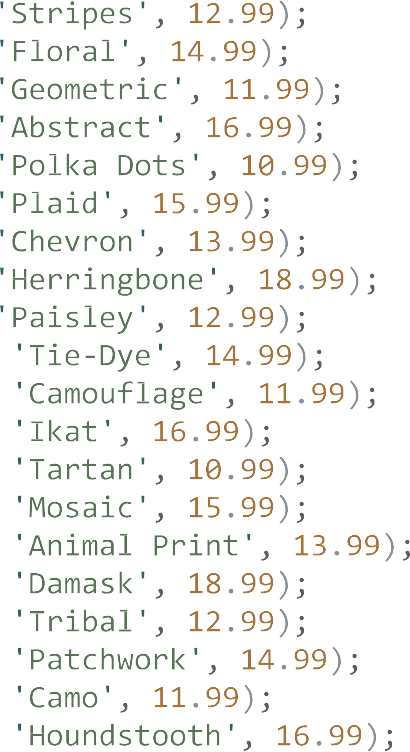 'Stripes', 12.99);
'Floral', 14.99);
'Geometric', 11.99);
'Abstract', 16.99);
'Polka Dots', 10.99);
'Plaid', 15.99);
'Chevron', 13.99);
'Herringbone', 18.99);
'Paisley', 12.99);
'Tie-Dye', 14.99);
'Camouflage', 11.99);
'Ikat', 16.99);
'Tartan', 10.99);
'Mosaic', 15.99);
'Animal Print', 13.99);
'Damask', 18.99);
'Tribal', 12.99);
'Patchwork', 14.99);
'Camo', 11.99);
'Houndstooth', 16.99);